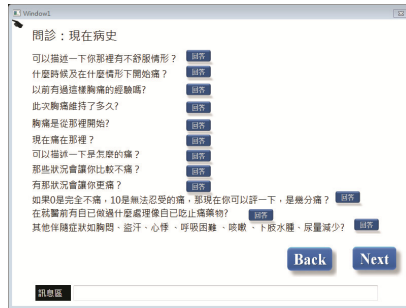 Window1
問診：現在病史
可以描述一下你那裡有不舒服情形？ 回答
什麼時候及在什麼情形下開始痛？ 回答
以前有過這樣胸痛的經驗嗎? 回答
此次胸痛維持了多久? 回答
胸痛是從那裡開始? 回答
現在痛在那裡？ 回答
可以描述一下是怎麼的痛？ 回答
那些狀況會讓你比較不痛？ 回答
有那狀況會讓你更痛？ 回答
如果0是完全不痛，10是無法忍受的痛，那現在你可以評一下，是幾分痛？ 回答
在就醫前有自己做過什麼處理像自己吃止痛藥物? 回答
其他伴隨症狀如胸悶、盜汗、心悸 、呼吸困難 、咳嗽 、下肢水腫、尿量減少? 回答
Back Next
訊息區